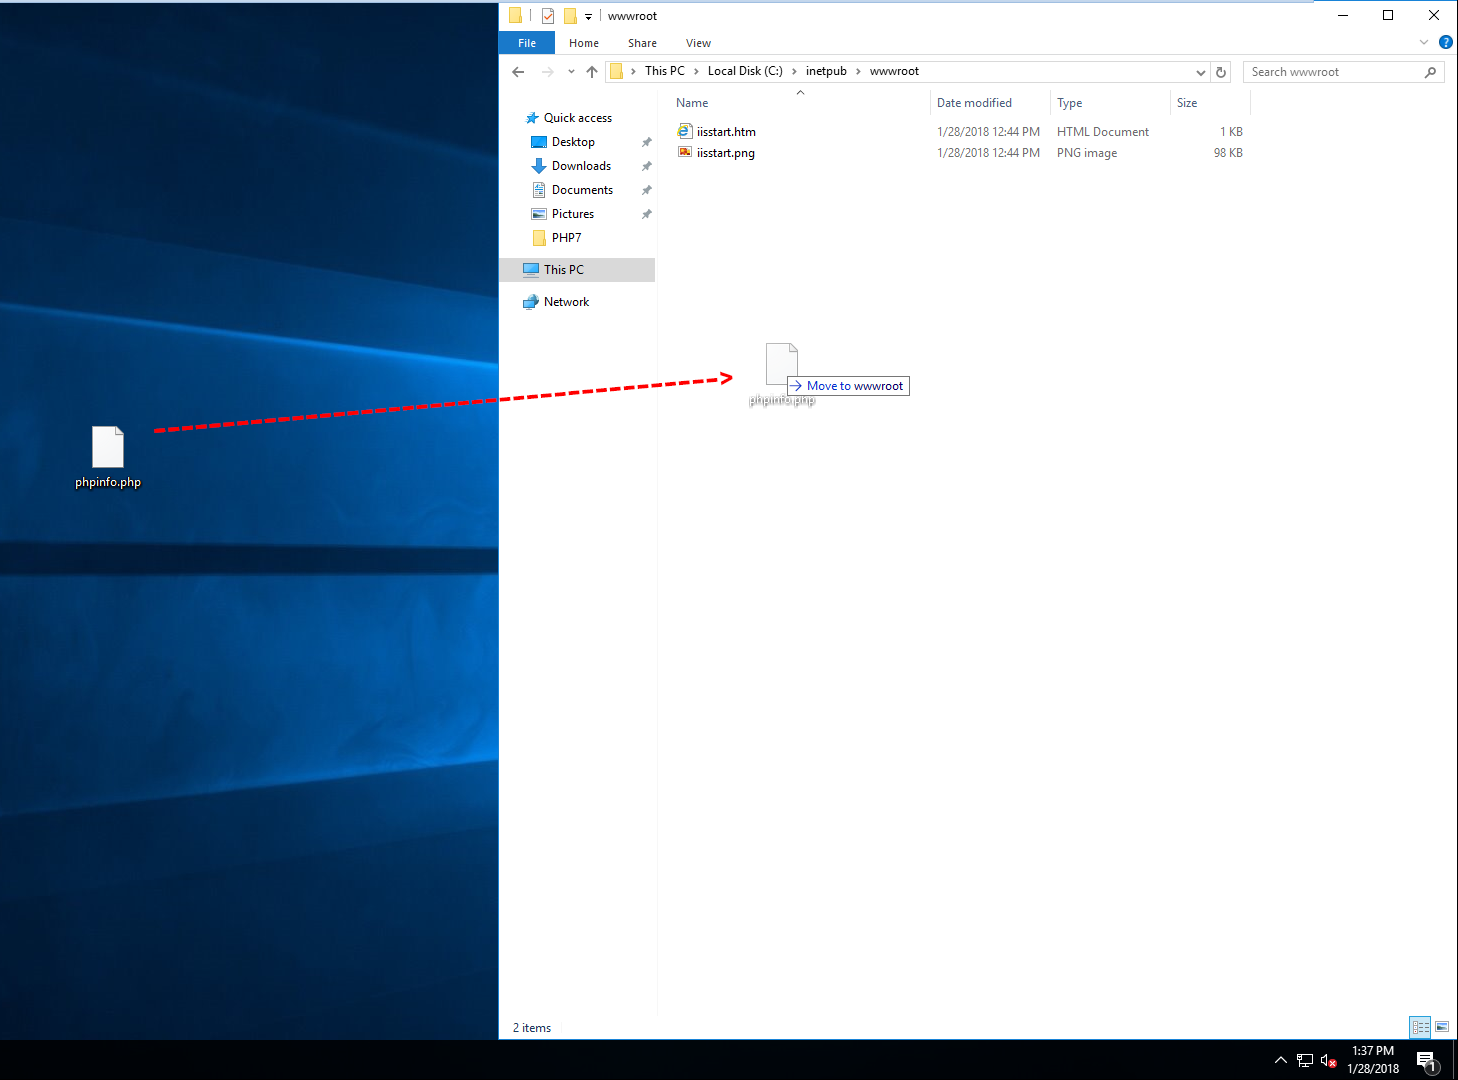 wwwroot
File Home Share View
This PC Local Disk (C:) inetpub wwwroot
Search wwwroot
Name Date modified Type Size
iisstart.htm 1/28/2018 12:44 PM HTML Document 1 KB
iisstart.png 1/28/2018 12:44 PM PNG image 98 KB
Quick access
Desktop
Downloads
Documents
Pictures
PHP7
This PC
Network
Move to wwwroot
phpinfo.php
phpinfo.php
2 items
1:37 PM
1/28/2018
1